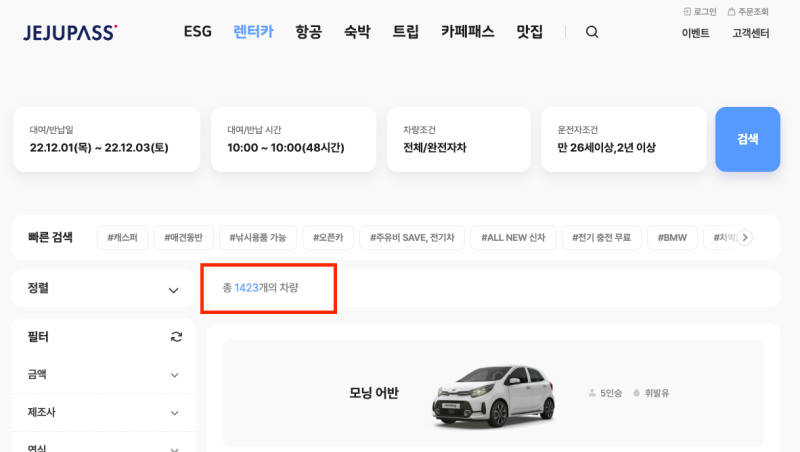 로그인 주문조회
JEJUPASS ESG 렌터카 항공 숙박 트립 카페패스 맛집 이벤트 고객센터
대여/반납일
22.12.01(목) ~ 22.12.03(토)
대여/반납 시간
10:00 ~ 10:00(48시간)
차량조건
전체/완전자차
운전자조건
만 26세이상,2년 이상
검색
빠른 검색 #캐스퍼 #애견동반 #낚시용품 가능 #오픈카 #주유비 SAVE, 전기차 #ALL NEW 신차 #전기 충전 무료 #BMW
정렬
총 1423개의 차량
필터
금액
제조사
연식
모닝 어반
5인승 휘발유